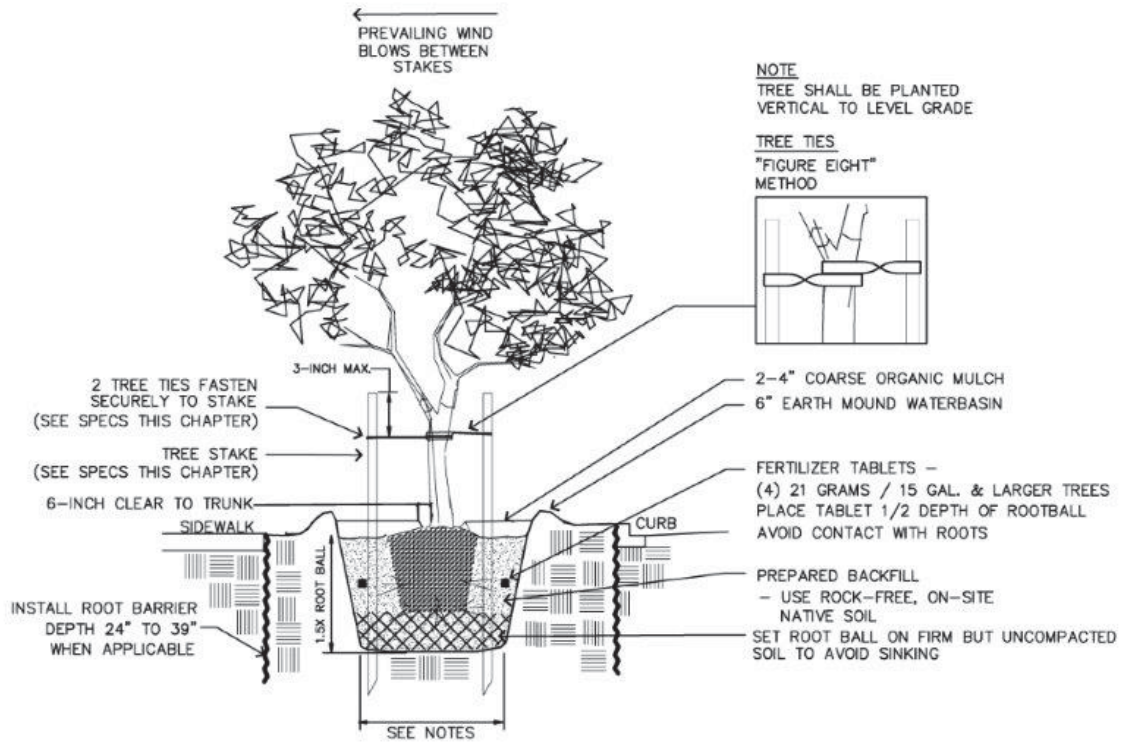 PREVAILING WIND
BLOWS BETWEEN
STAKES
NOTE
TREE SHALL BE PLANTED
VERTICAL TO LEVEL GRADE
TREE TIES
"FIGURE EIGHT"
METHOD
3-INCH MAX.
2 TREE TIES FASTEN
SECURELY TO STAKE
(SEE SPECS THIS CHAPTER)
TREE STAKE
(SEE SPECS THIS CHAPTER)
6-INCH CLEAR TO TRUNK
SIDEWALK
2-4" COARSE ORGANIC MULCH
6" EARTH MOUND WATERBASIN
FERTILIZER TABLETS -
(4) 21 GRAMS / 15 GAL. & LARGER TREES
PLACE TABLET 1/2 DEPTH OF ROOTBALL
CURB
AVOID CONTACT WITH ROOTS
1.5X ROOT BALL
PREPARED BACKFILL
- USE ROCK-FREE, ON-SITE
NATIVE SOIL
INSTALL ROOT BARRIER
DEPTH 24" TO 39"
WHEN APPLICABLE
SET ROOT BALL ON FIRM BUT UNCOMPACTED
SOIL TO AVOID SINKING
SEE NOTES